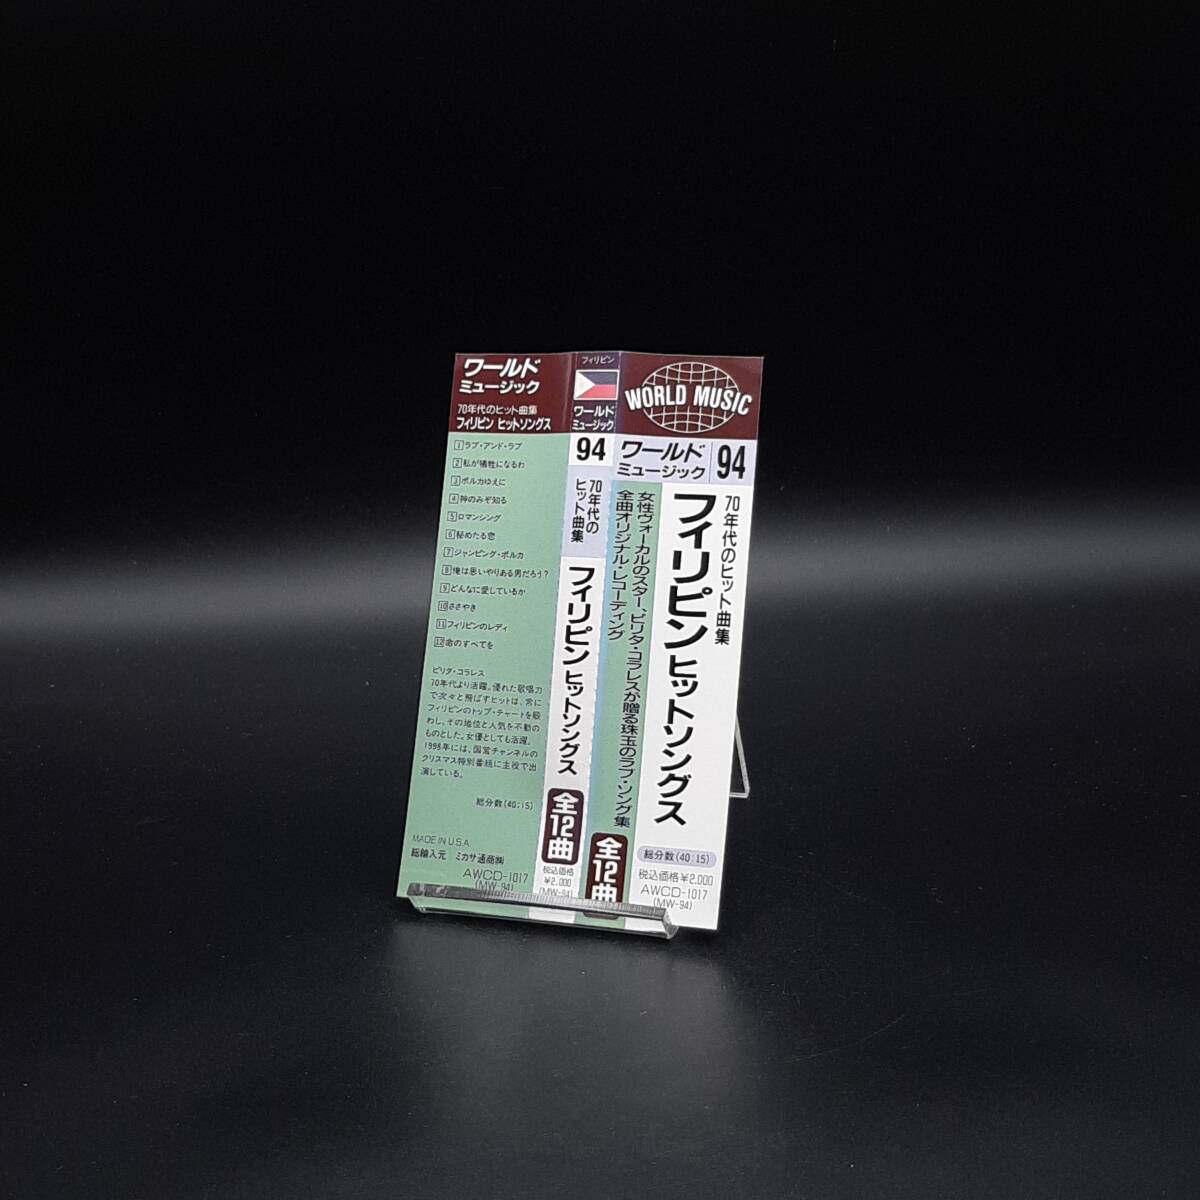 ワールド
ミュージック
70年代のヒット曲集
フィリピン ヒットソングス
1 ラブ・アンド・ラブ
2 私が犠牲になるわ
3 ポルカゆえに
4 神のみぞ知る
5 ロマンシング
6 秘めたる恋
7 ジャンピング・ポルカ
8 俺は思いやりある男だろう?
9 どんなに愛しているか
10 ささやき
11 フィリピンのレディ
12 命のすべてを
ピリタ・コラレス
70年代より活躍。優れた歌唱力
で次々と飛ばすヒットは、常に
フィリピンのトップ・チャートを賑
わし、その地位と人気を不動の
ものとした。女優としても活躍。
1998年には、国営チャンネルの
クリスマス特別番組に主役で出
演している。
総分数(40:15)
MADE IN U.S.A.
総輸入元 ミカサ通商㈱
AWCD-1017
(MW-94)
フィリピン
ワールド
ミュージック
94
70年代の
ヒット曲集
フィリピン ヒットソングス
全12曲
税込価格
¥2,000
(MW-94)
WORLD MUSIC
ワールド
ミュージック
94
70年代のヒット曲集
フィリピン ヒットソングス
女性ヴォーカルのスター、ピリタ・コラレスが贈る珠玉のラブ・ソング集
全曲オリジナル・レコーディング
全12曲
総分数(40:15)
税込価格¥2,000
AWCD-1017
(MW-94)